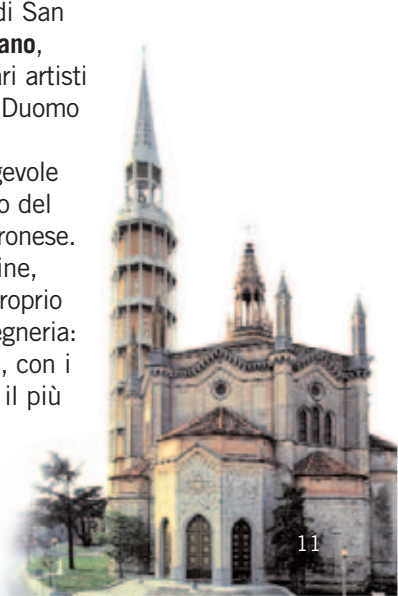 di San
ano,
ari artisti
Duomo
gevole
o del
ronese.
ine,
roprio
egneria:
, con i
il più
11